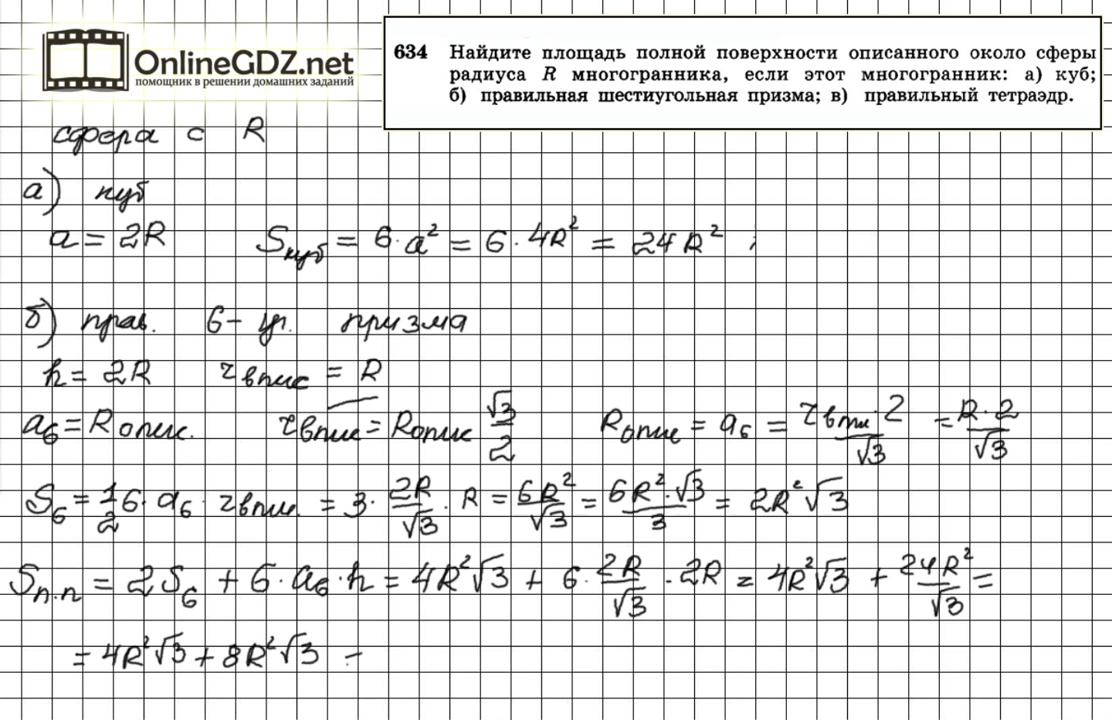 OnlineGDZ.net
помощник в решении домашних заданий
634 Найдите площадь полной поверхности описанного около сферы
радиуса R многогранника, если этот многогранник: а) куб;
б) правильная шестиугольная призма; в) правильный тетраэдр.
сфера с R
а) куб
a = 2R S куб = 6·a² = 6·4R² = 24R² ;
б) прав. 6-уг. призма
h = 2R r впис = R
a₆ = R опис. r впис = R опис √3/2 R опис = a₆ = r впис·2/√3 = R·2/√3
S₆ = 1/2 6·a₆· r впис. = 3· 2R/√3 · R = 6R²/√3 = 6R²·√3/3 = 2R²√3
S п.п = 2S₆ + 6·a₆·h = 4R²√3 + 6· 2R/√3 ·2R = 4R²√3 + 24R²/√3 =
= 4R²√3 + 8R²√3 =